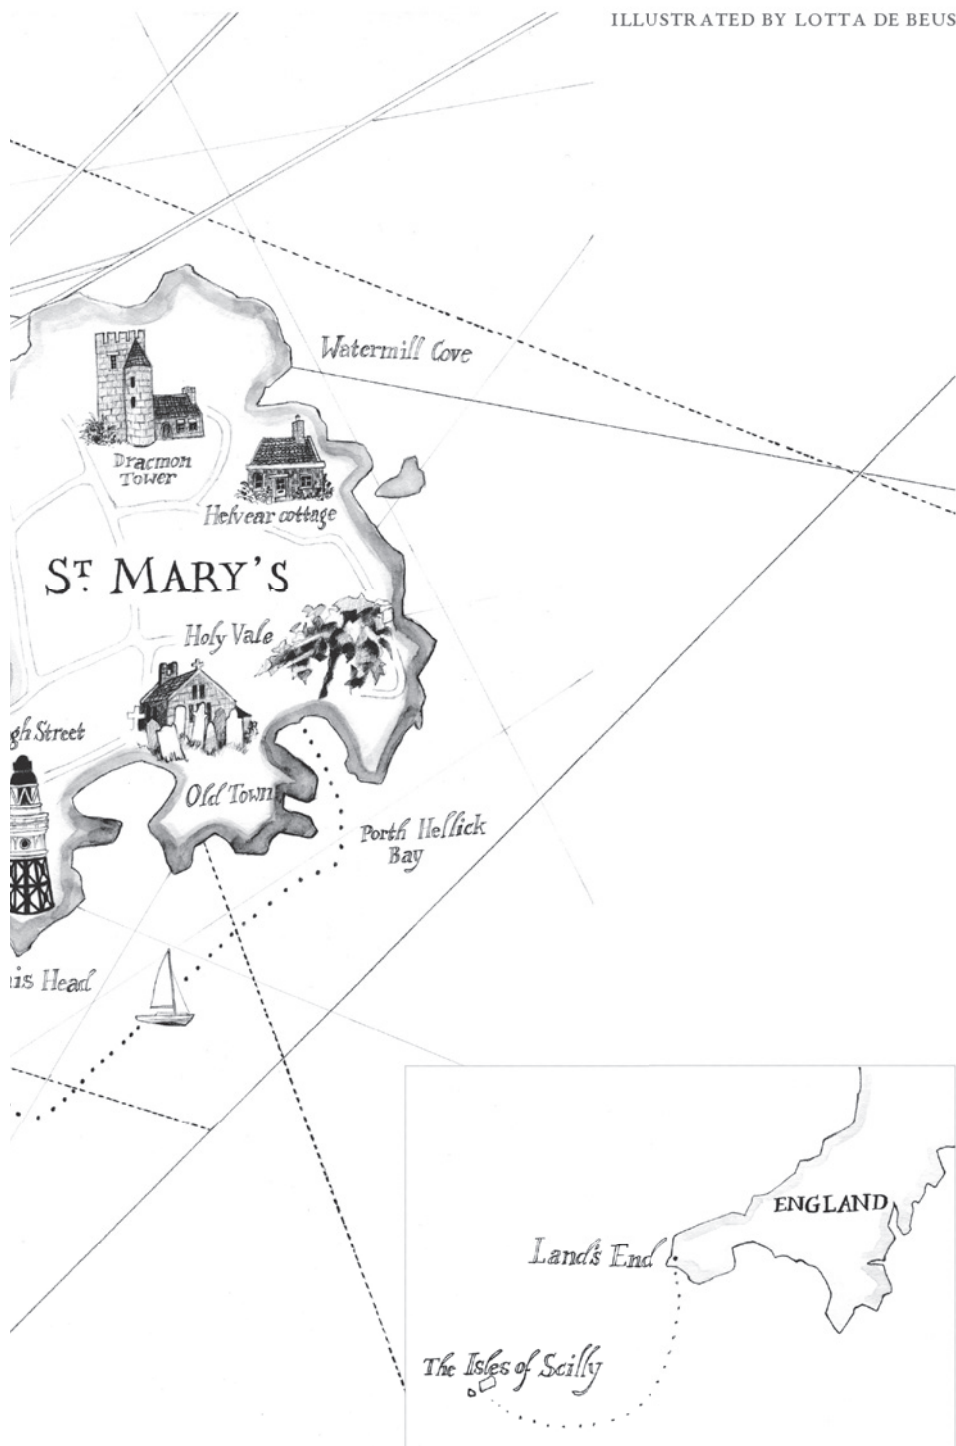 ILLUSTRATED BY LOTTA DE BEUS
Watermill Cove
Dracmon
Tower
Helvear cottage
ST. MARY'S
Holy Vale
gh Street
Old Town
Porth Hellick
Bay
nis Head
ENGLAND
Land's End
The Isles of Scilly